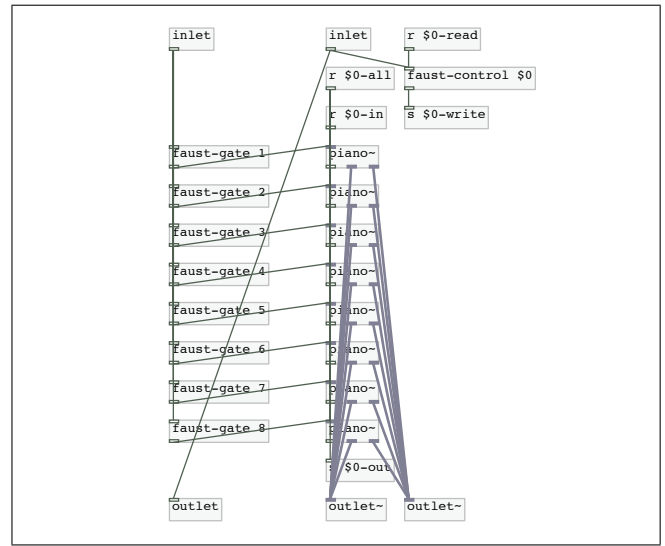 inlet
inlet
r $0-read
r $0-all
faust-control $0
r $0-in
s $0-write
faust-gate 1
piano~
faust-gate 2
piano~
faust-gate 3
piano~
faust-gate 4
piano~
faust-gate 5
piano~
faust-gate 6
piano~
faust-gate 7
piano~
faust-gate 8
piano~
s $0-out
outlet
outlet~
outlet~